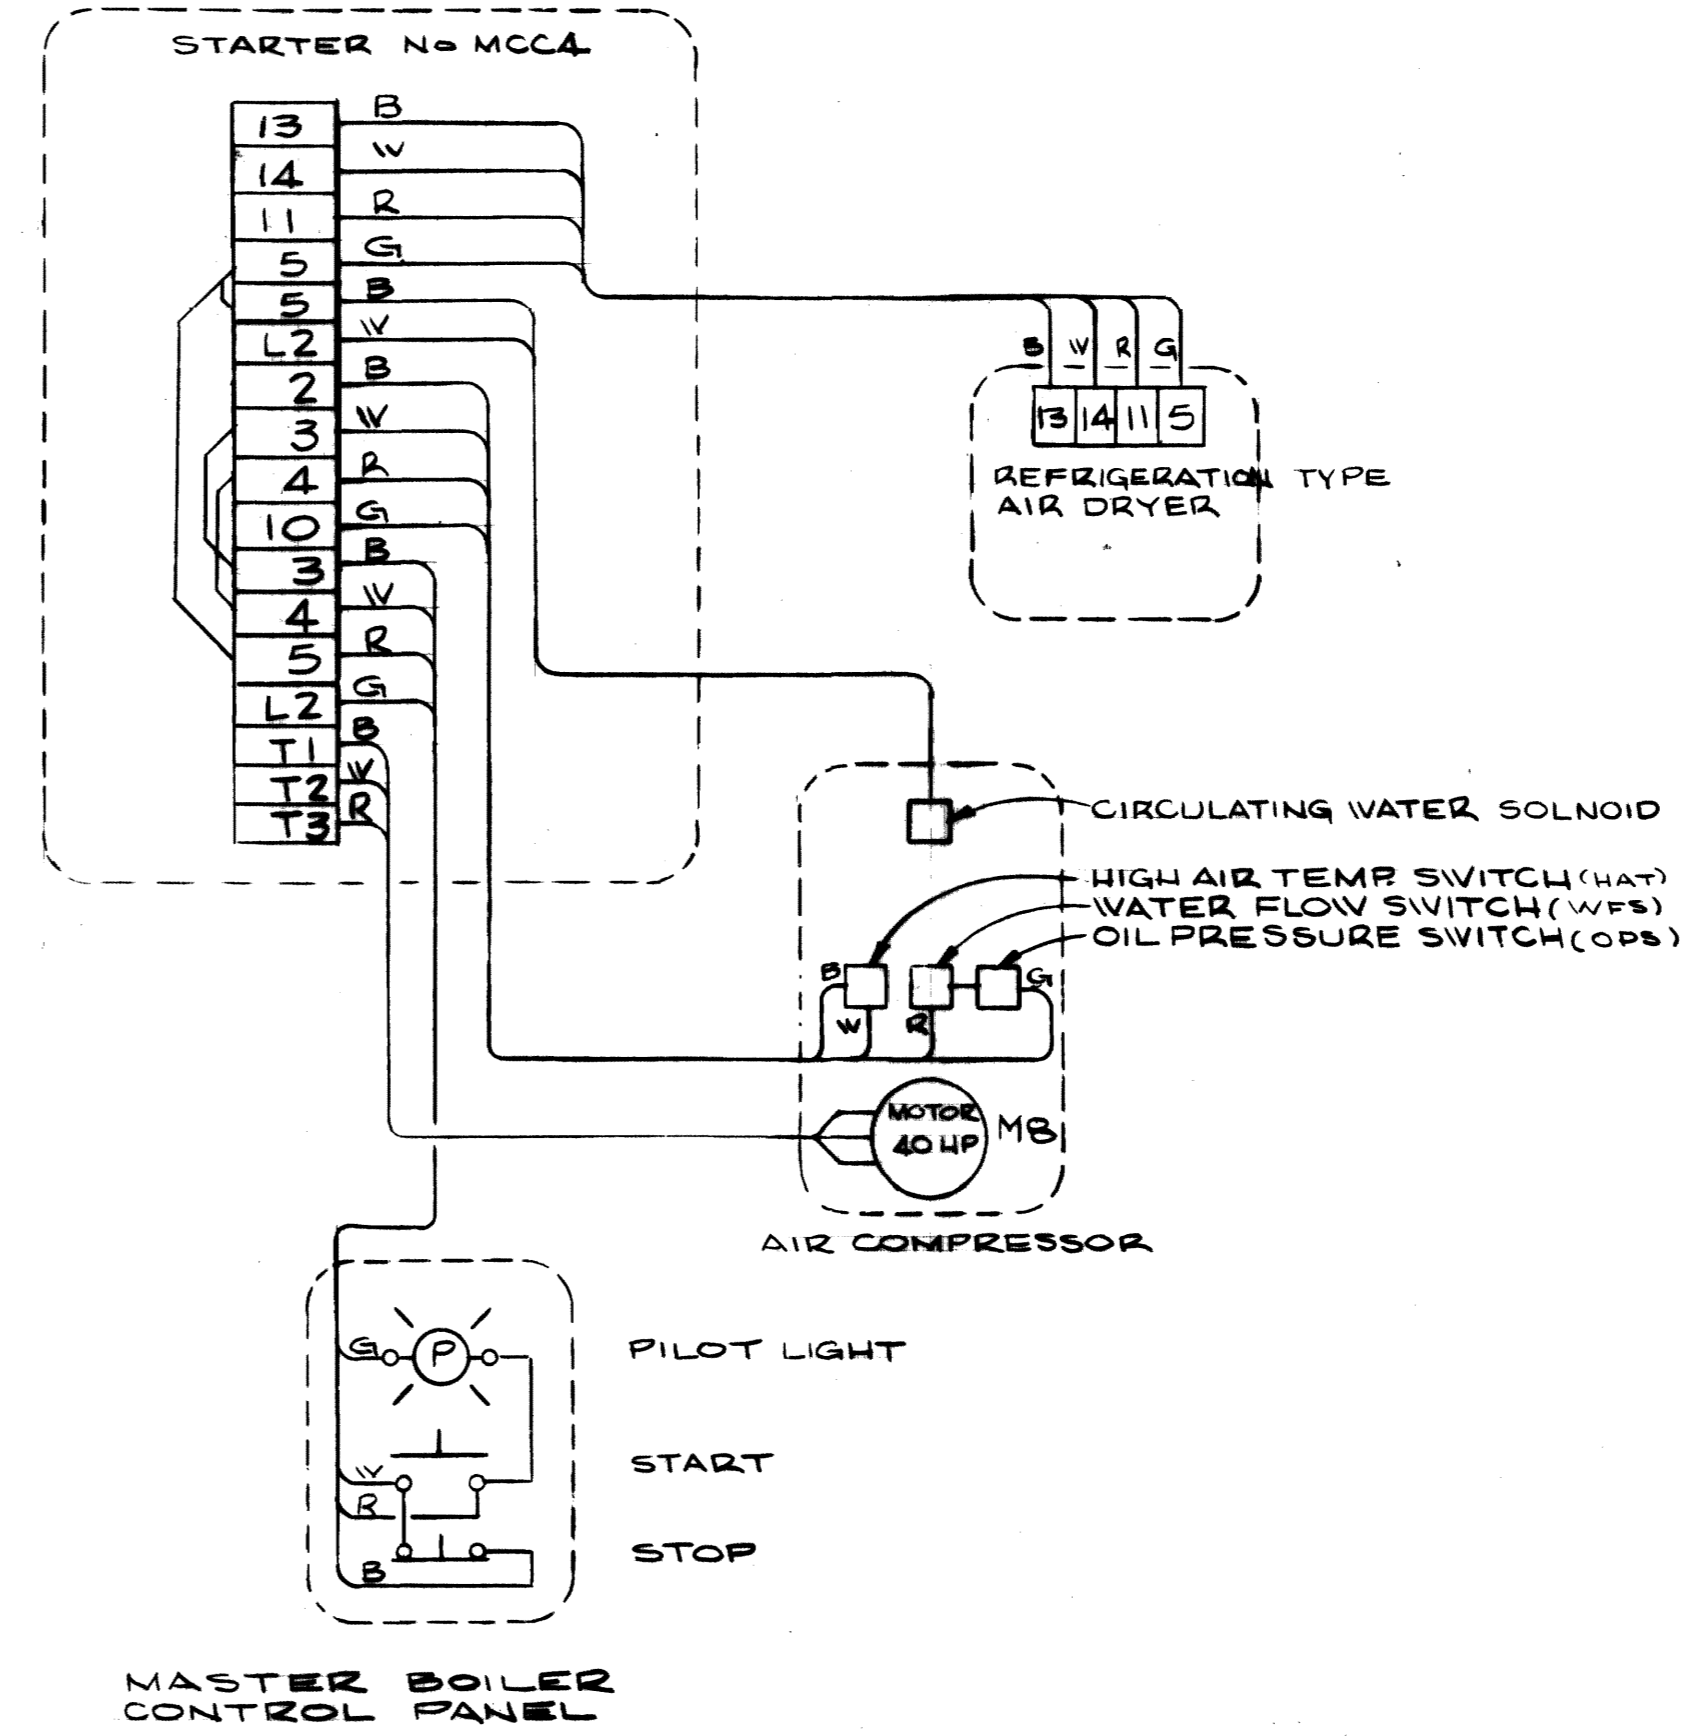 STARTER No MCC4
13 B
14 W
11 R
5 G
5 B
L2 W
2 B
3 W
4 R
10 G
3 B
4 W
5 R
L2 G
T1 B
T2 W
T3 R
B W R G
13 14 11 5
REFRIGERATION TYPE
AIR DRYER
CIRCULATING WATER SOLNOID
HIGH AIR TEMP. SWITCH (HAT)
WATER FLOW SWITCH (WFS)
OIL PRESSURE SWITCH (OPS)
B G
W R
MOTOR
40 HP
M8
AIR COMPRESSOR
G P PILOT LIGHT
W START
R
STOP
B
MASTER BOILER
CONTROL PANEL